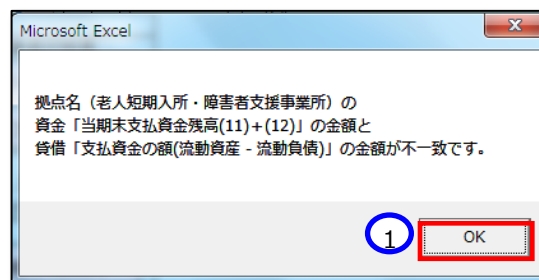 Microsoft Excel
拠点名（老人短期入所・障害者支援事業所）の
資金「当期末支払資金残高(11)+(12)」の金額と
貸借「支払資金の額(流動資産 - 流動負債)」の金額が不一致です。
1
OK